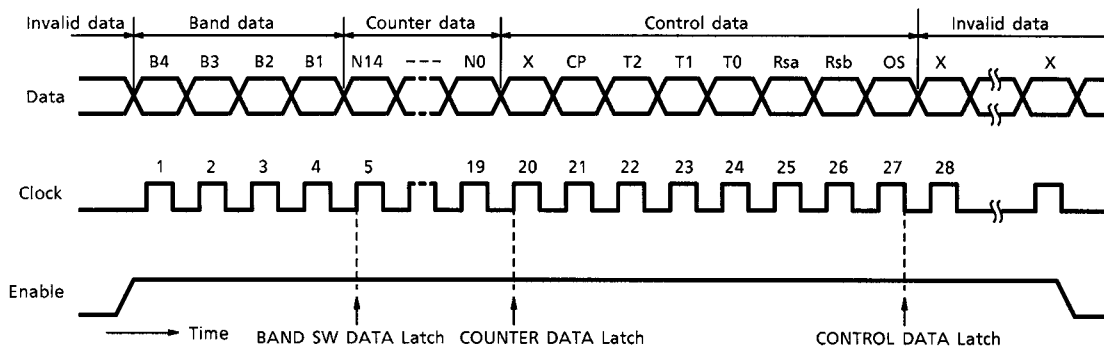 Invalid data Band data Counter data Control data Invalid data
B4 B3 B2 B1 N14 ---- N0 X CP T2 T1 T0 Rsa Rsb OS X X
Data
1 2 3 4 5 19 20 21 22 23 24 25 26 27 28
Clock
Enable
Time BAND SW DATA Latch COUNTER DATA Latch CONTROL DATA Latch